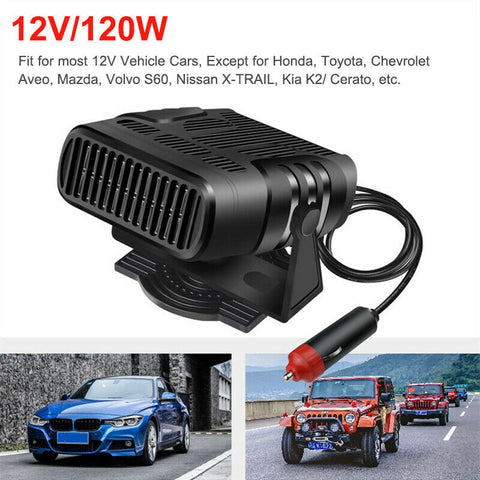 12V/120W
Fit for most 12V Vehicle Cars, Except for Honda, Toyota, Chevrolet
Aveo, Mazda, Volvo S60, Nissan X-TRAIL, Kia K2/ Cerato, etc.